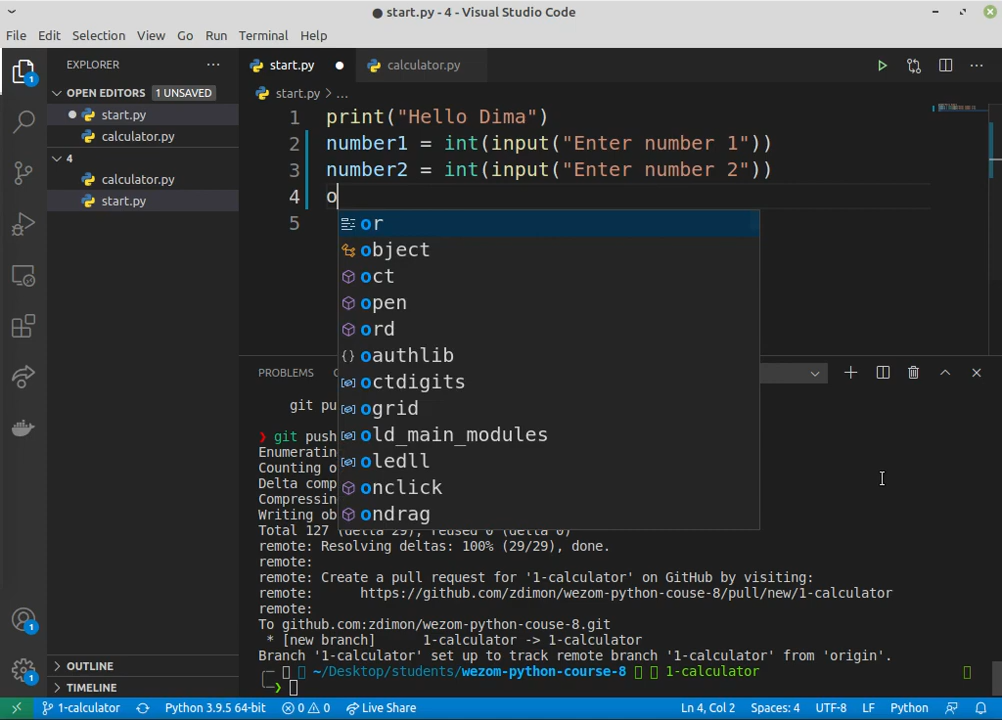 start.py - 4 - Visual Studio Code
File Edit Selection View Go Run Terminal Help
EXPLORER
start.py
calculator.py
OPEN EDITORS 1 UNSAVED
start.py > ...
start.py
calculator.py
4
calculator.py
start.py
1 print("Hello Dima")
2 number1 = int(input("Enter number 1"))
3 number2 = int(input("Enter number 2"))
4 o
5
or
object
oct
open
ord
oauthlib
octdigits
ogrid
old_main_modules
oledll
onclick
ondrag
PROBLEMS
git pu
❯ git push
Enumeratin
Counting o
Delta comp
Compressin
Writing ob
Total 127 (delta 29), reused 0 (delta 0)
remote: Resolving deltas: 100% (29/29), done.
remote:
remote: Create a pull request for '1-calculator' on GitHub by visiting:
remote: https://github.com/zdimon/wezom-python-couse-8/pull/new/1-calculator
remote:
To github.com:zdimon/wezom-python-couse-8.git
* [new branch] 1-calculator -> 1-calculator
Branch '1-calculator' set up to track remote branch '1-calculator' from 'origin'.
~/Desktop/students/wezom-python-course-8 1-calculator
OUTLINE
TIMELINE
1-calculator Python 3.9.5 64-bit 0 0 Live Share Ln 4, Col 2 Spaces: 4 UTF-8 LF Python